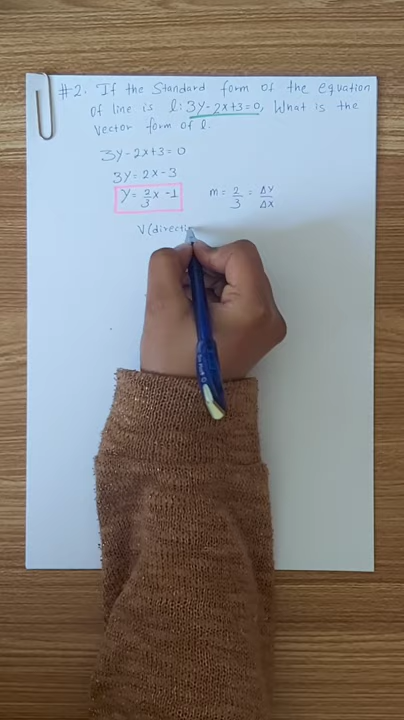 #2. If the Standard form of the equation
of line is l: 3y-2x+3=0, What is the
Vector form of l.
3y-2x+3=0
3y=2x-3
y=2/3x-1 m=2/3=Δy/Δx
V(directi